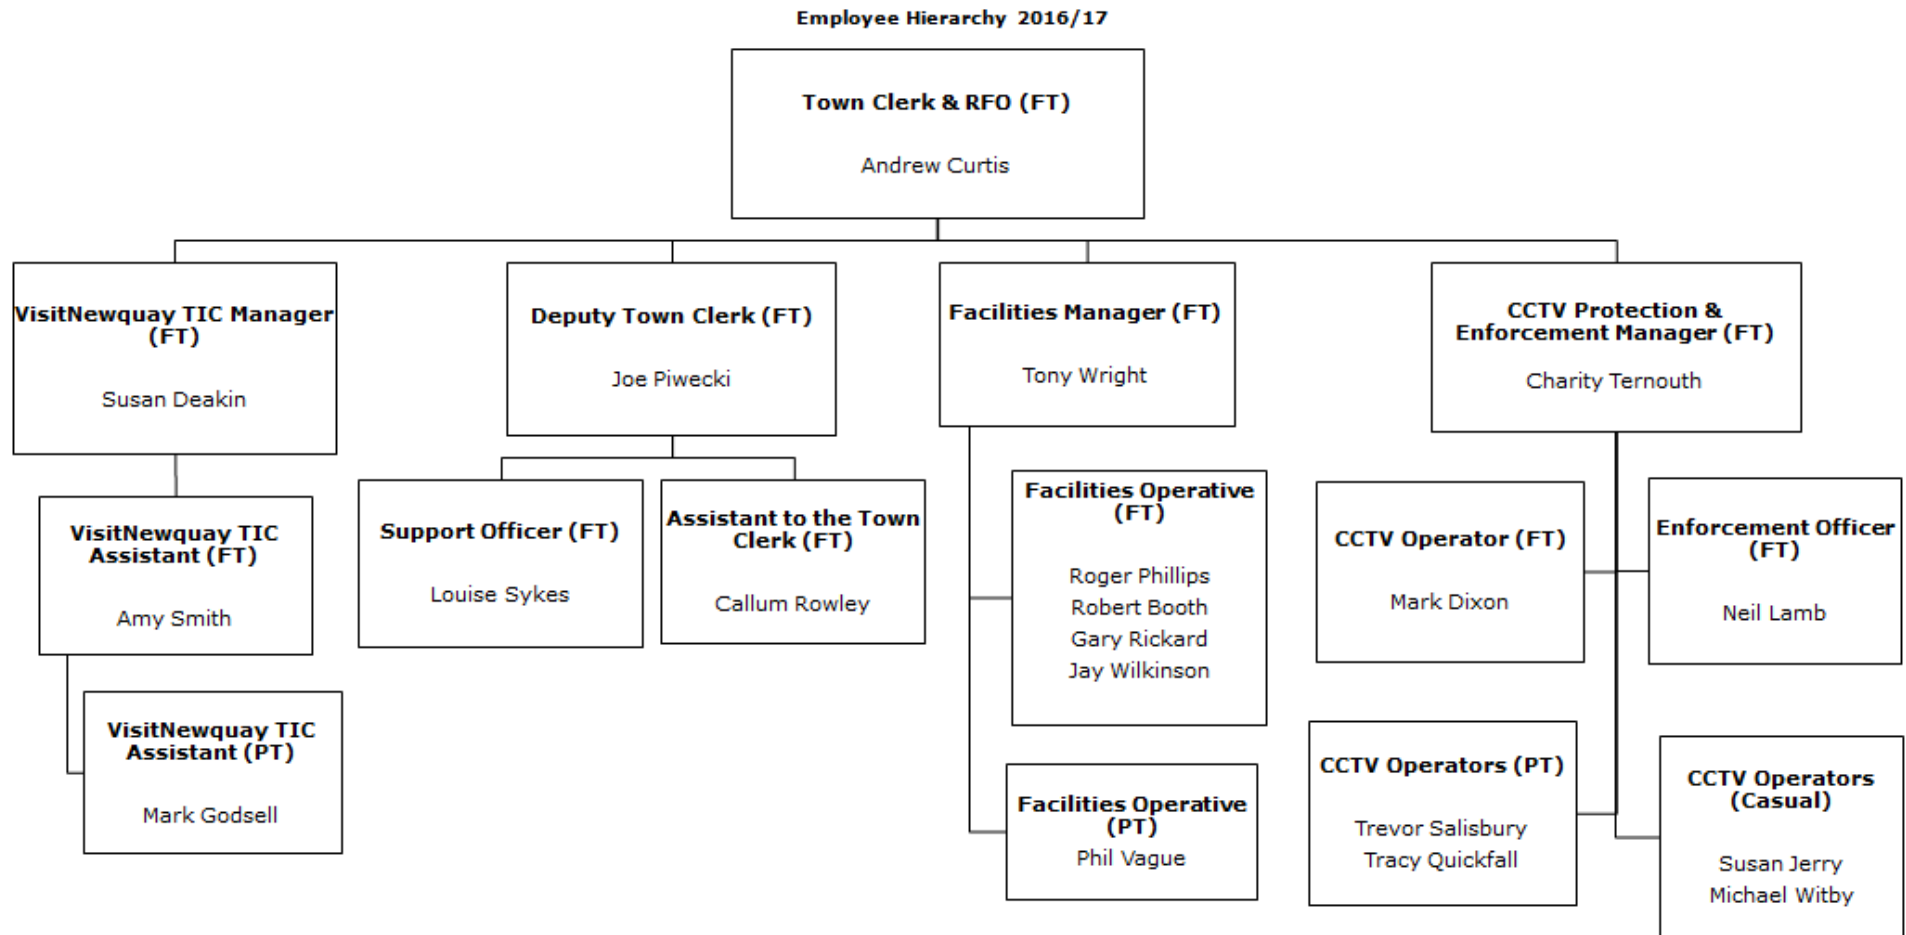 Employee Hierarchy 2016/17
Town Clerk & RFO (FT)
Andrew Curtis
VisitNewquay TIC Manager
(FT)
Susan Deakin
Deputy Town Clerk (FT)
Joe Piwecki
Facilities Manager (FT)
Tony Wright
CCTV Protection &
Enforcement Manager (FT)
Charity Ternouth
VisitNewquay TIC
Assistant (FT)
Amy Smith
VisitNewquay TIC
Assistant (PT)
Mark Godsell
Support Officer (FT)
Louise Sykes
Assistant to the Town
Clerk (FT)
Callum Rowley
Facilities Operative
(FT)
Roger Phillips
Robert Booth
Gary Rickard
Jay Wilkinson
Facilities Operative
(PT)
Phil Vague
CCTV Operator (FT)
Mark Dixon
Enforcement Officer
(FT)
Neil Lamb
CCTV Operators (PT)
Trevor Salisbury
Tracy Quickfall
CCTV Operators
(Casual)
Susan Jerry
Michael Witby